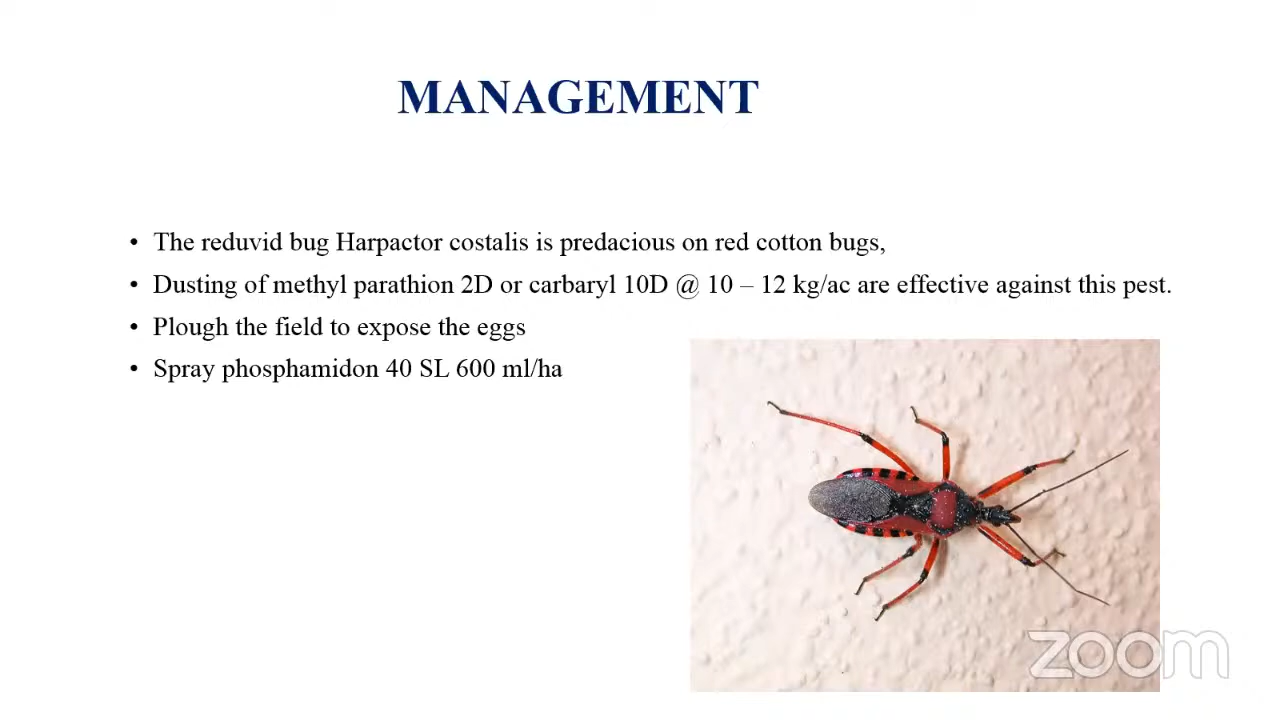 MANAGEMENT
• The reduvid bug Harpactor costalis is predacious on red cotton bugs,
• Dusting of methyl parathion 2D or carbaryl 10D @ 10 – 12 kg/ac are effective against this pest.
• Plough the field to expose the eggs
• Spray phosphamidon 40 SL 600 ml/ha
zoom